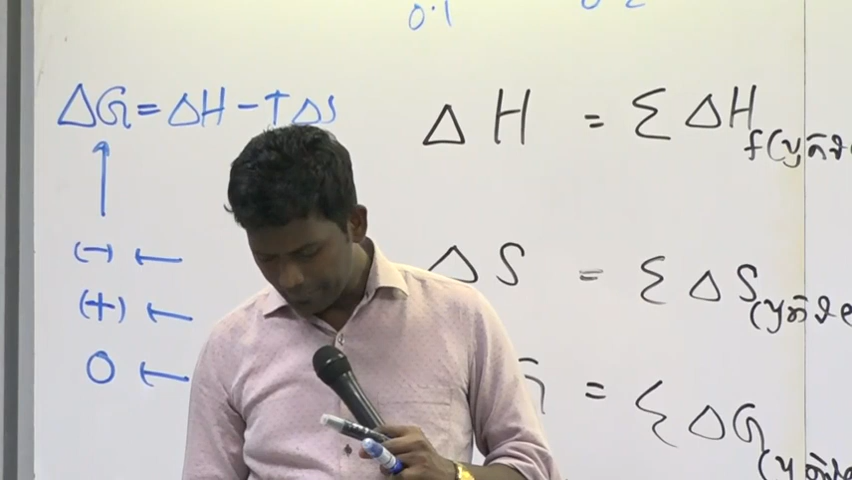 0.1
ΔG = ΔH - TΔS
(-) ←
(+) ←
0 ←
ΔH = ΣΔH
ΔS = ΣΔS
= ΣΔG